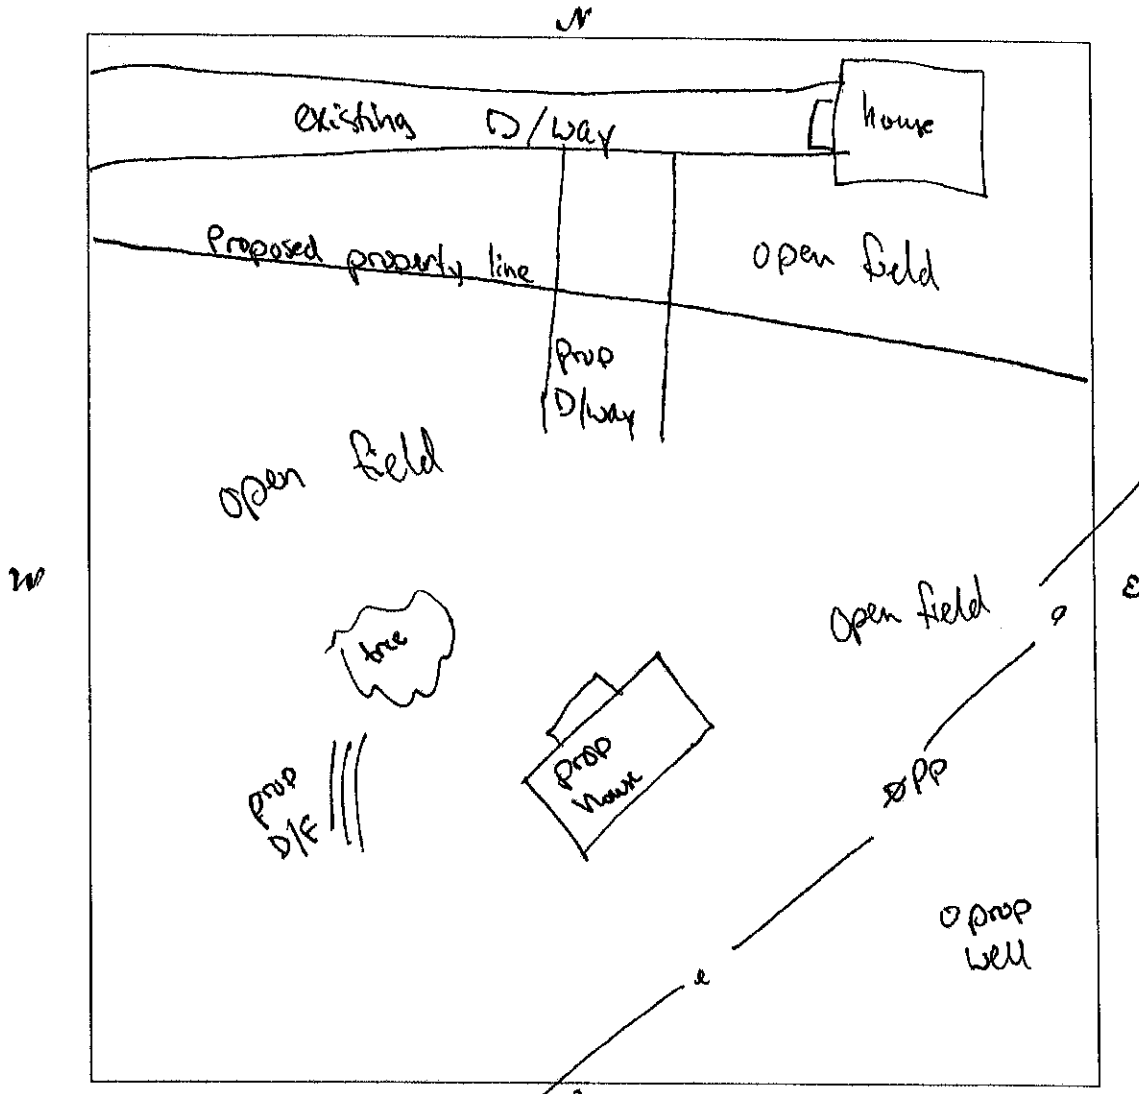 N
existing D/way
house
Proposed property line
open field
prop
D/way
open field
W
E
open field
e
tree
prop
house
prop
D/F
PP
prop
well
e